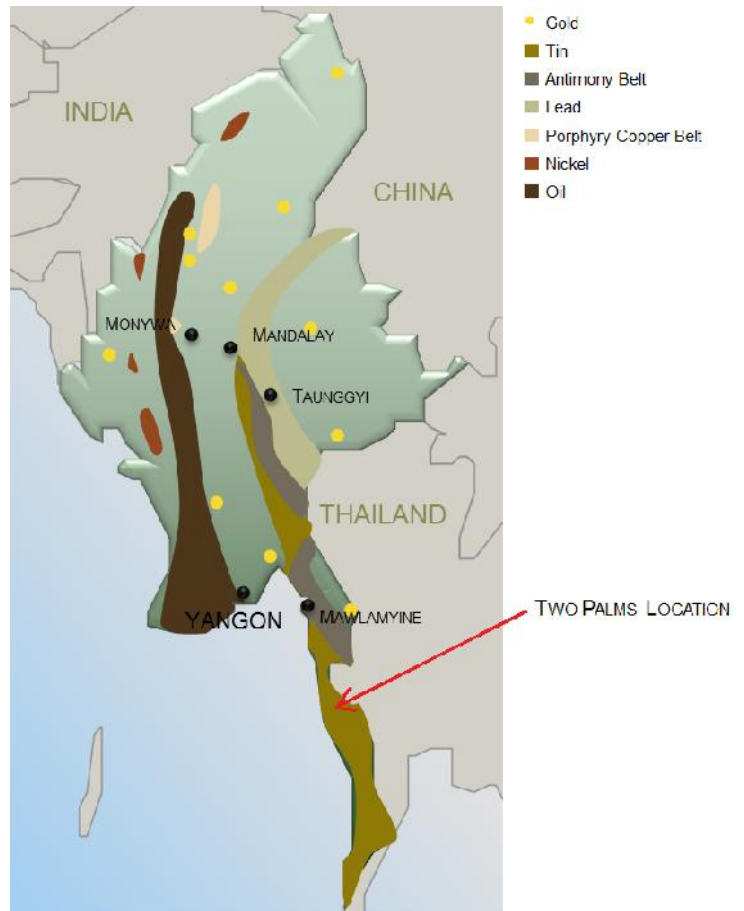 Gold
Tin
Antimony Belt
Lead
Porphyry Copper Belt
Nickel
Oil
INDIA
CHINA
MONYWA
MANDALAY
TAUNGGYI
THAILAND
YANGON
MAWLAMYINE
TWO PALMS LOCATION